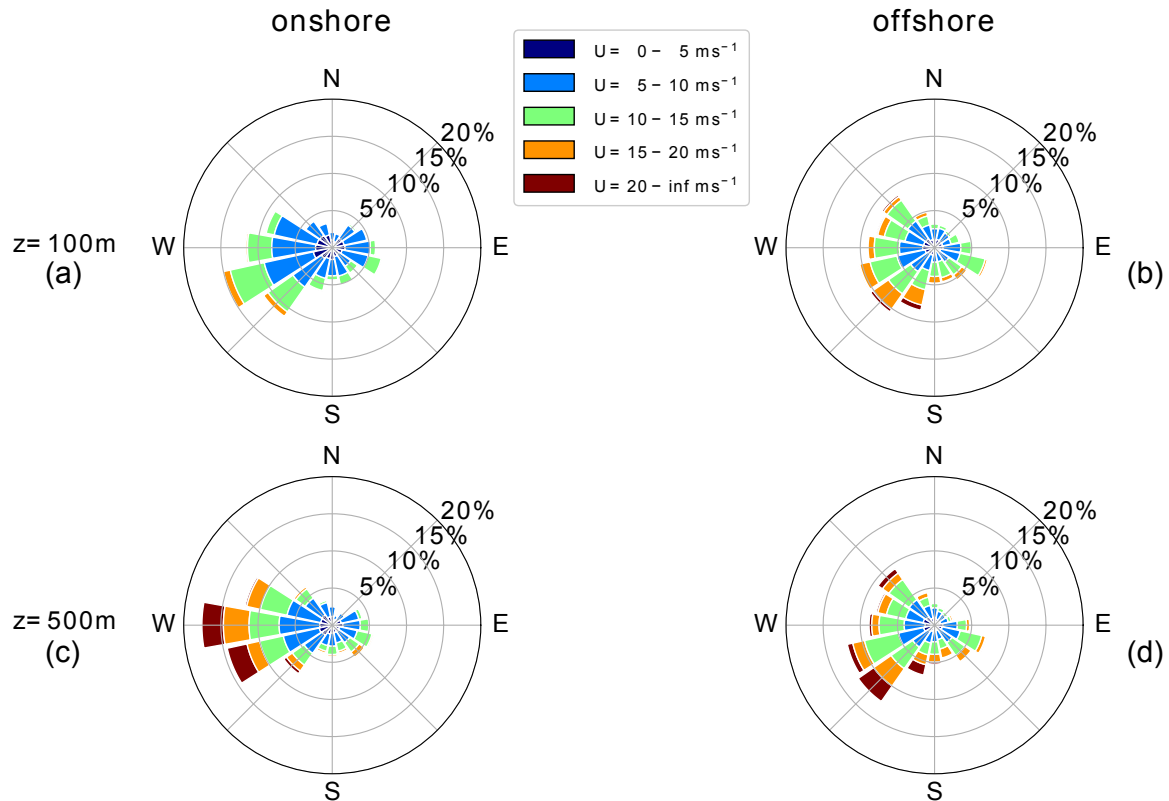 onshore
offshore
U = 0 − 5 ms⁻¹
U = 5 − 10 ms⁻¹
U = 10 − 15 ms⁻¹
U = 15 − 20 ms⁻¹
U = 20 − inf ms⁻¹
N
20%
15%
10%
5%
z= 100m
W
E
(a)
S
N
20%
15%
10%
5%
W
E
(b)
S
N
20%
15%
10%
5%
z= 500m
W
E
(c)
S
N
20%
15%
10%
5%
W
E
(d)
S